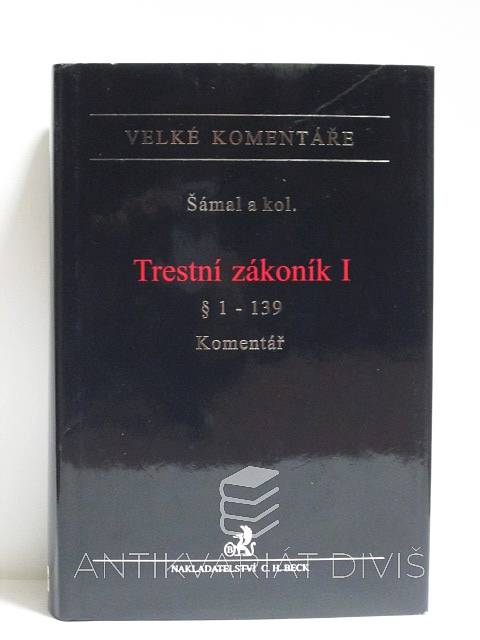 VELKÉ KOMENTÁŘE
Šámal a kol.
Trestní zákoník I
§ 1 - 139
Komentář
B
ANTIKVARIÁT DIVIŠ
NAKLADATELSTVÍ C. H. BECK